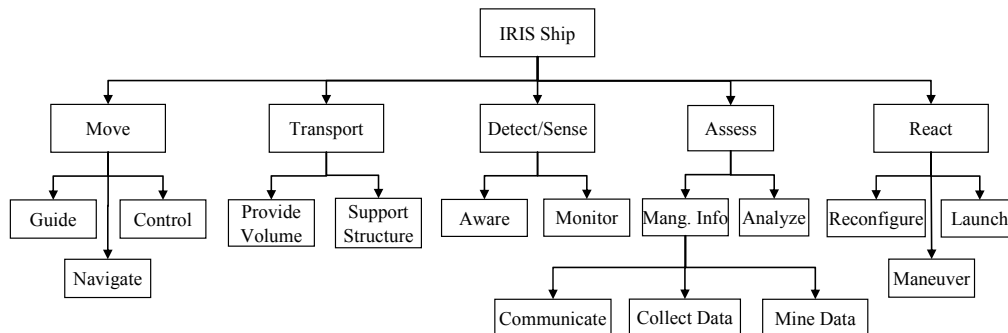 IRIS Ship
Move
Transport
Detect/Sense
Assess
React
Guide
Control
Provide
Volume
Support
Structure
Aware
Monitor
Mang. Info
Analyze
Reconfigure
Launch
Navigate
Maneuver
Communicate
Collect Data
Mine Data